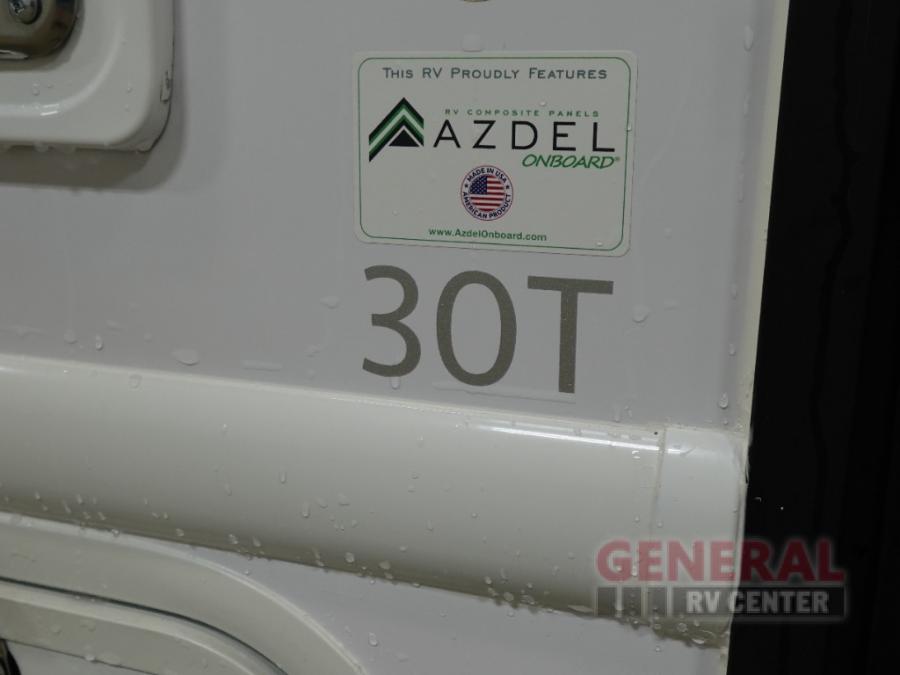 THIS RV PROUDLY FEATURES
RV COMPOSITE PANELS
AZDEL
ONBOARD®
MADE IN USA
AMERICAN PRODUCT
www.AzdelOnboard.com
30T
GENERAL
RV CENTER